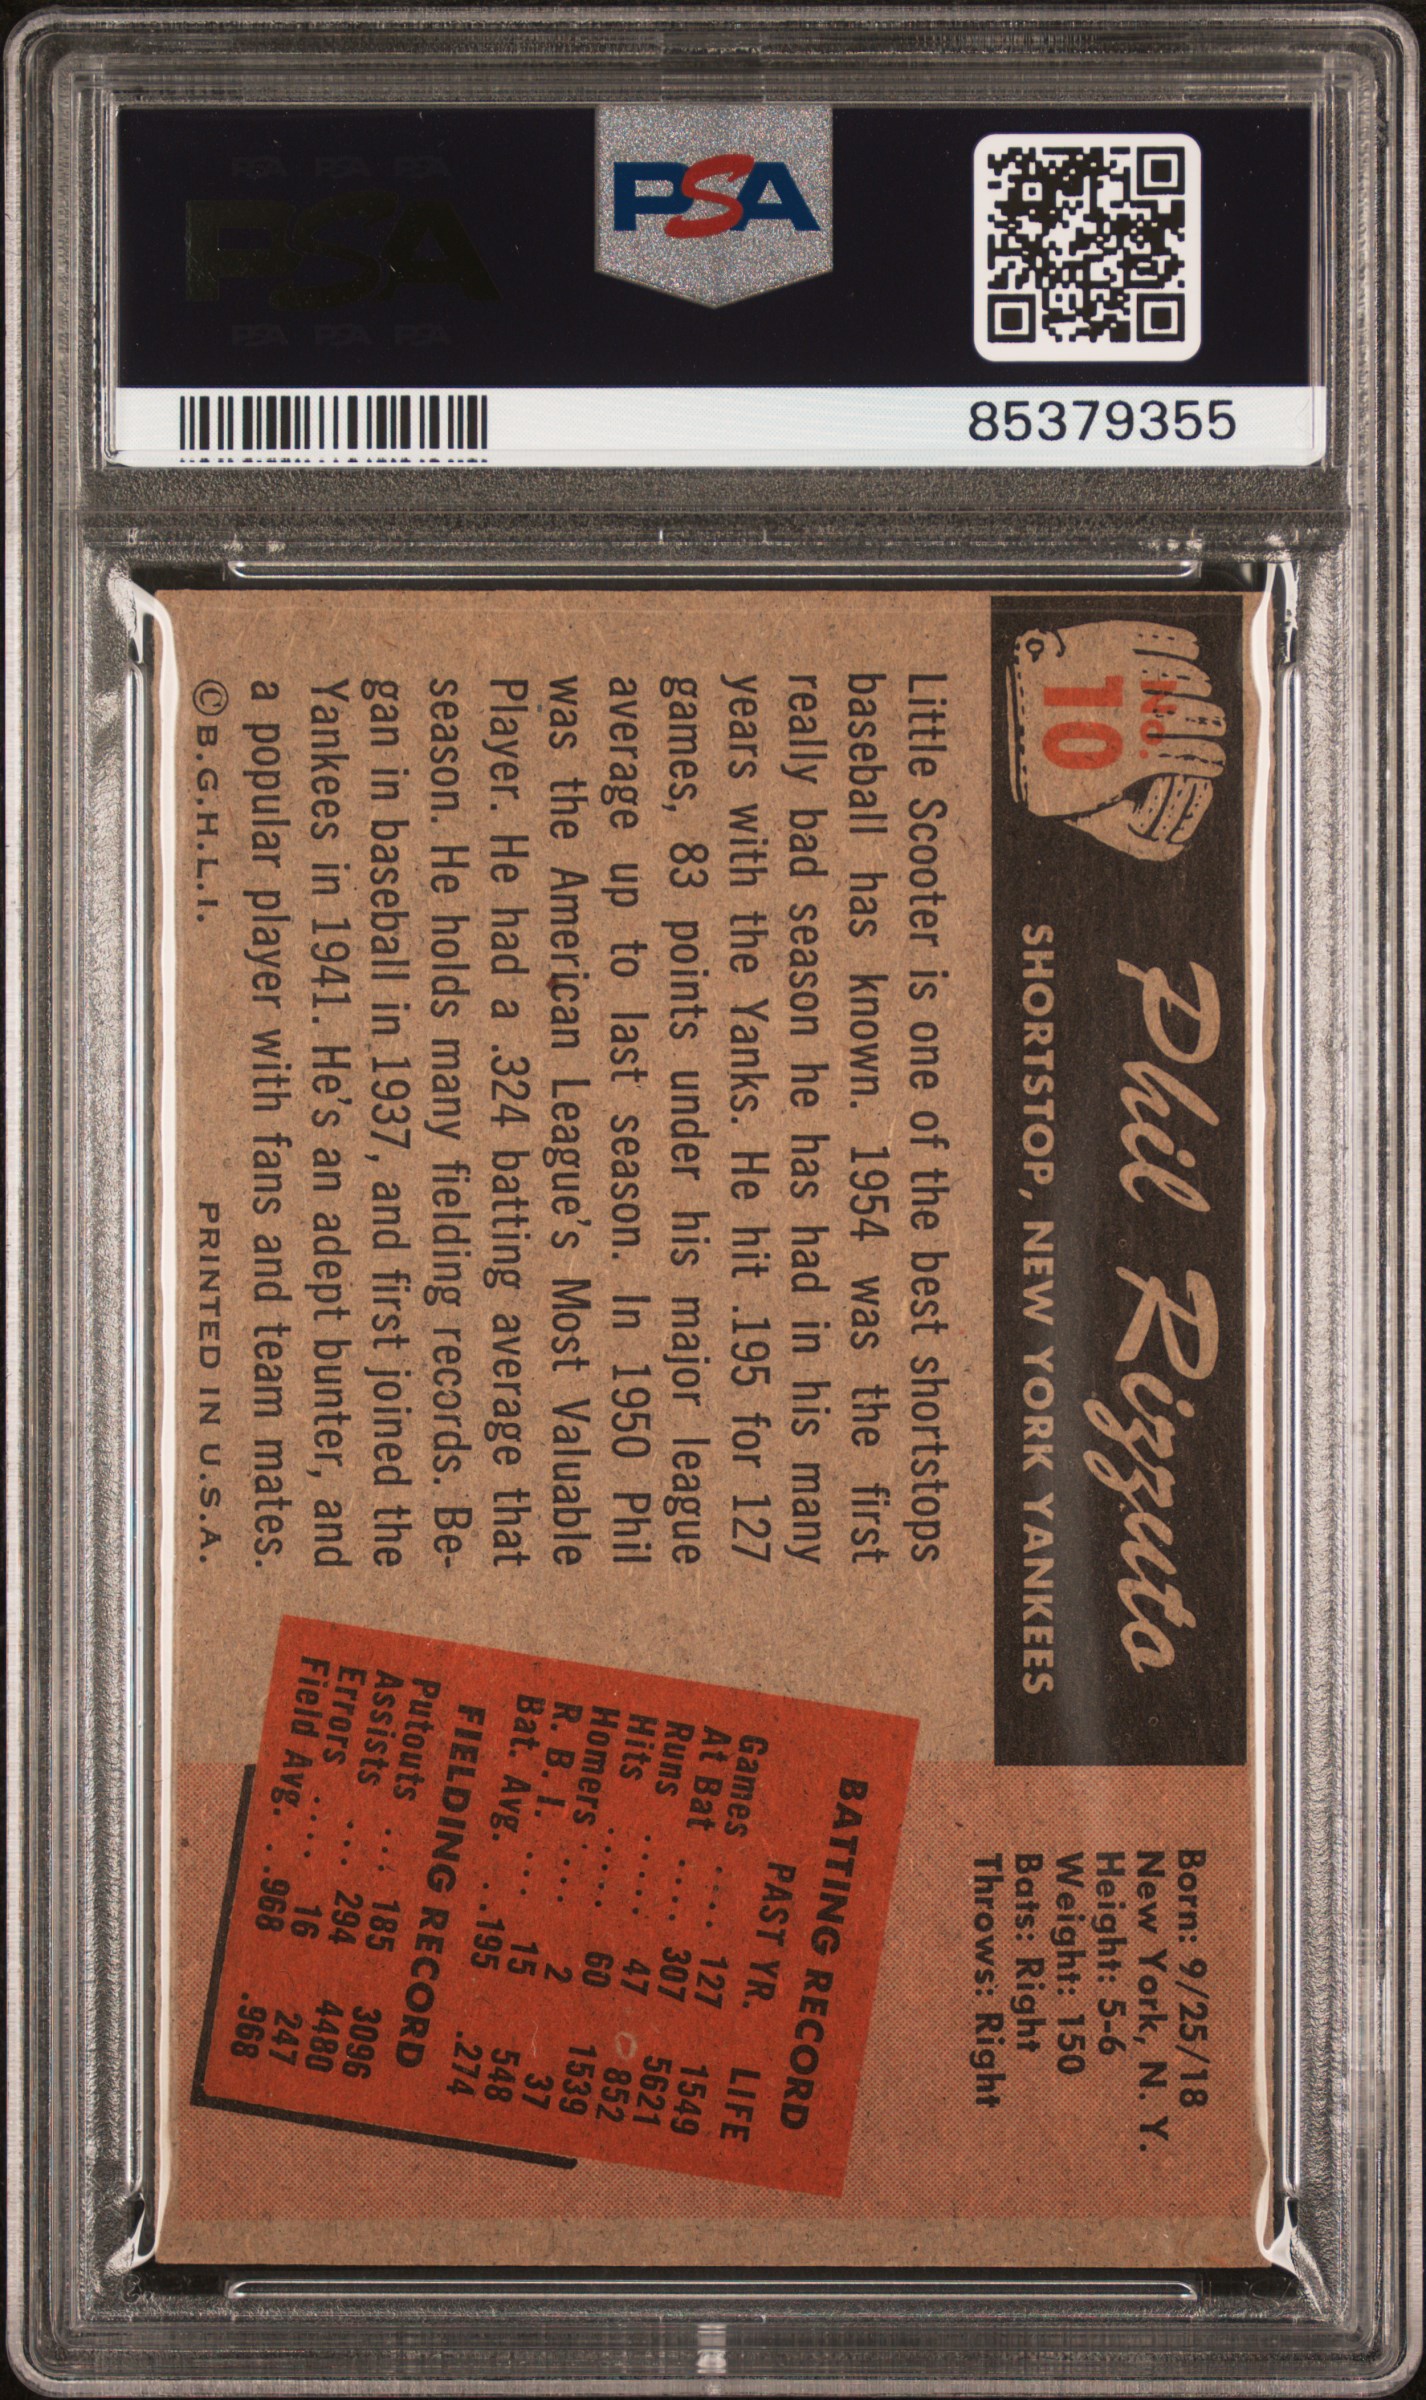 PSA PSA PSA
PSA
PSA PSA PSA
PSA
85379355
No.
10
Phil Rizzuto
SHORTSTOP, NEW YORK YANKEES
Born: 9/25/18
New York, N. Y.
Height: 5-6
Weight: 150
Bats: Right
Throws: Right
Little Scooter is one of the best shortstops
baseball has known. 1954 was the first
really bad season he has had in his many
years with the Yanks. He hit .195 for 127
games, 83 points under his major league
average up to last season. In 1950 Phil
was the American League's Most Valuable
Player. He had a .324 batting average that
season. He holds many fielding records. Be-
gan in baseball in 1937, and first joined the
Yankees in 1941. He's an adept bunter, and
a popular player with fans and team mates.
© B.G.H.L.I. PRINTED IN U.S.A.
BATTING RECORD
PAST YR. LIFE
Games .... 127 1549
At Bat .... 307 5621
Runs .... 47 852
Hits ..... 60 1539
Homers .... 2 37
R. B. I. .... 15 548
Bat. Avg. ..195 .274
FIELDING RECORD
Putouts ... 185 3096
Assists ... 294 4480
Errors .... 16 247
Field Avg. . .968 .968